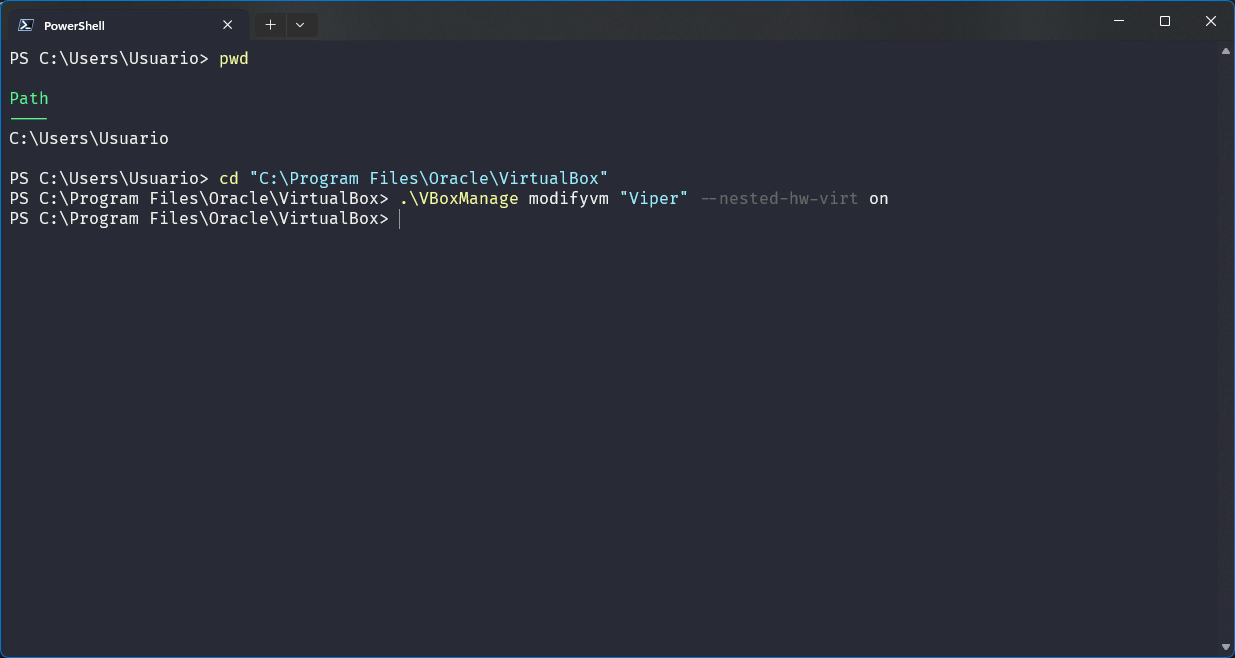 PowerShell
PS C:\Users\Usuario> pwd
Path
----
C:\Users\Usuario
PS C:\Users\Usuario> cd "C:\Program Files\Oracle\VirtualBox"
PS C:\Program Files\Oracle\VirtualBox> .\VBoxManage modifyvm "Viper" --nested-hw-virt on
PS C:\Program Files\Oracle\VirtualBox>